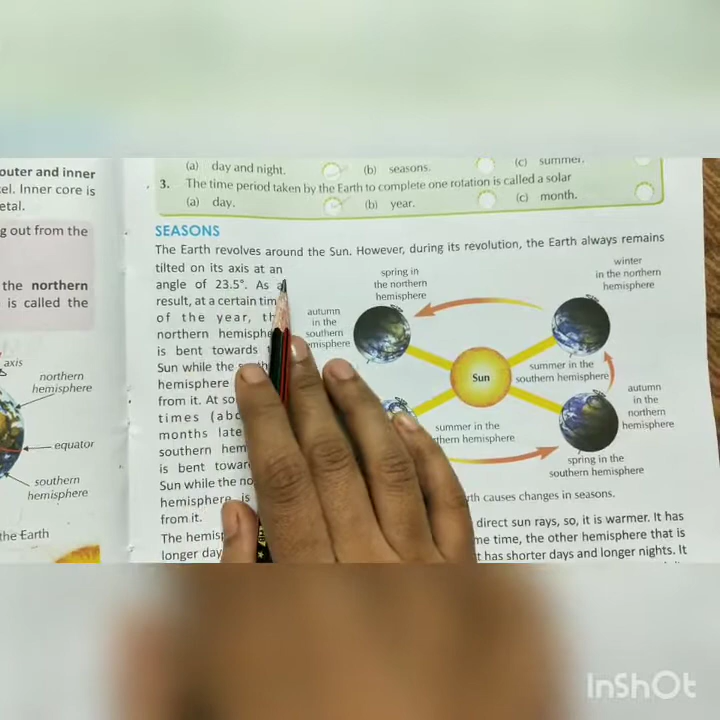 outer and inner
el. Inner core is
etal.
g out from the
the northern
is called the
axis
northern
hemisphere
equator
southern
hemisphere
the Earth
(a) day and night.
(b) seasons.
(c) summer.
3. The time period taken by the Earth to complete one rotation is called a solar
(a) day.
(b) year.
(c) month.
SEASONS
The Earth revolves around the Sun. However, during its revolution, the Earth always remains
tilted on its axis at an
angle of 23.5°. As a
result, at a certain tim
of the year, th
northern hemisphe
is bent towards
Sun while the
hemisphere
from it. At so
times (abo
months late
southern hem
is bent towar
Sun while the no
hemisphere is
from it.
The hemisp
longer day
spring in
the northern
hemisphere
winter
in the northern
hemisphere
autumn
in the
southern
misphere
Sun
summer in the
southern hemisphere
autumn
in the
northern
hemisphere
summer in the
thern hemisphere
spring in the
southern hemisphere
rth causes changes in seasons.
direct sun rays, so, it is warmer. It has
me time, the other hemisphere that is
t has shorter days and longer nights. It
InShOt